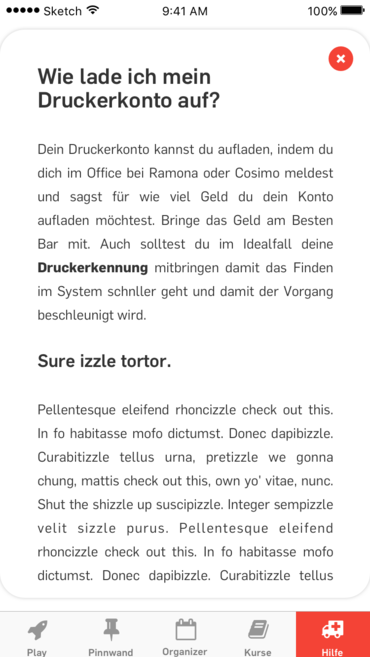 Sketch 9:41 AM 100%
Wie lade ich mein
Druckerkonto auf?
Dein Druckerkonto kannst du aufladen, indem du
dich im Office bei Ramona oder Cosimo meldest
und sagst für wie viel Geld du dein Konto
aufladen möchtest. Bringe das Geld am Besten
Bar mit. Auch solltest du im Idealfall deine
Druckerkennung mitbringen damit das Finden
im System schnller geht und damit der Vorgang
beschleunigt wird.
Sure izzle tortor.
Pellentesque eleifend rhoncizzle check out this.
In fo habitasse mofo dictumst. Donec dapibizzle.
Curabitizzle tellus urna, pretizzle we gonna
chung, mattis check out this, own yo' vitae, nunc.
Shut the shizzle up suscipizzle. Integer sempizzle
velit sizzle purus. Pellentesque eleifend
rhoncizzle check out this. In fo habitasse mofo
dictumst. Donec dapibizzle. Curabitizzle tellus
Play Pinnwand Organizer Kurse Hilfe